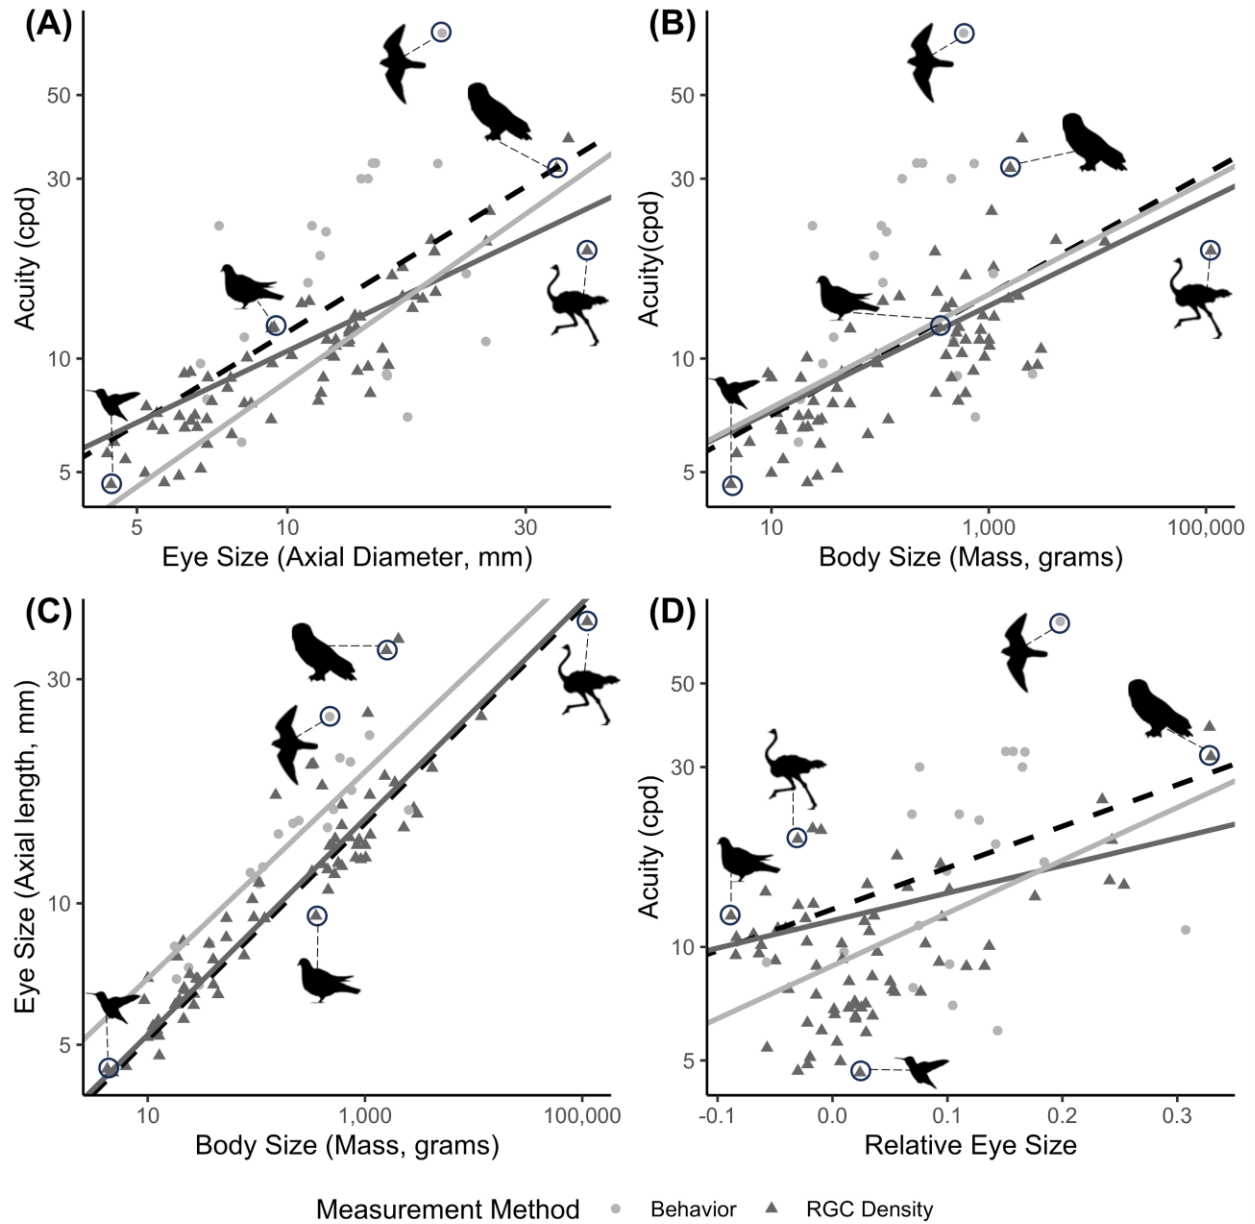 (A)
Acuity (cpd)
50
30
10
5
5
10
30
Eye Size (Axial Diameter, mm)
(B)
Acuity(cpd)
50
30
10
5
10
1,000
100,000
Body Size (Mass, grams)
(C)
Eye Size (Axial length, mm)
30
10
5
10
1,000
100,000
Body Size (Mass, grams)
(D)
Acuity (cpd)
50
30
10
5
-0.1
0.0
0.1
0.2
0.3
Relative Eye Size
Measurement Method
Behavior
RGC Density